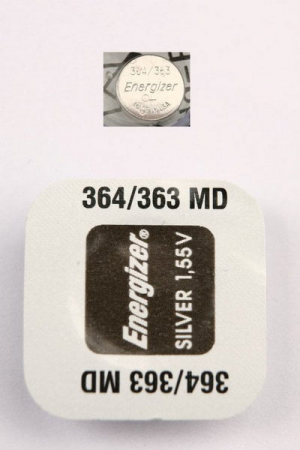 364/363
Energizer
364/363 MD
Energizer®
SILVER 1,55V
364/363 MD